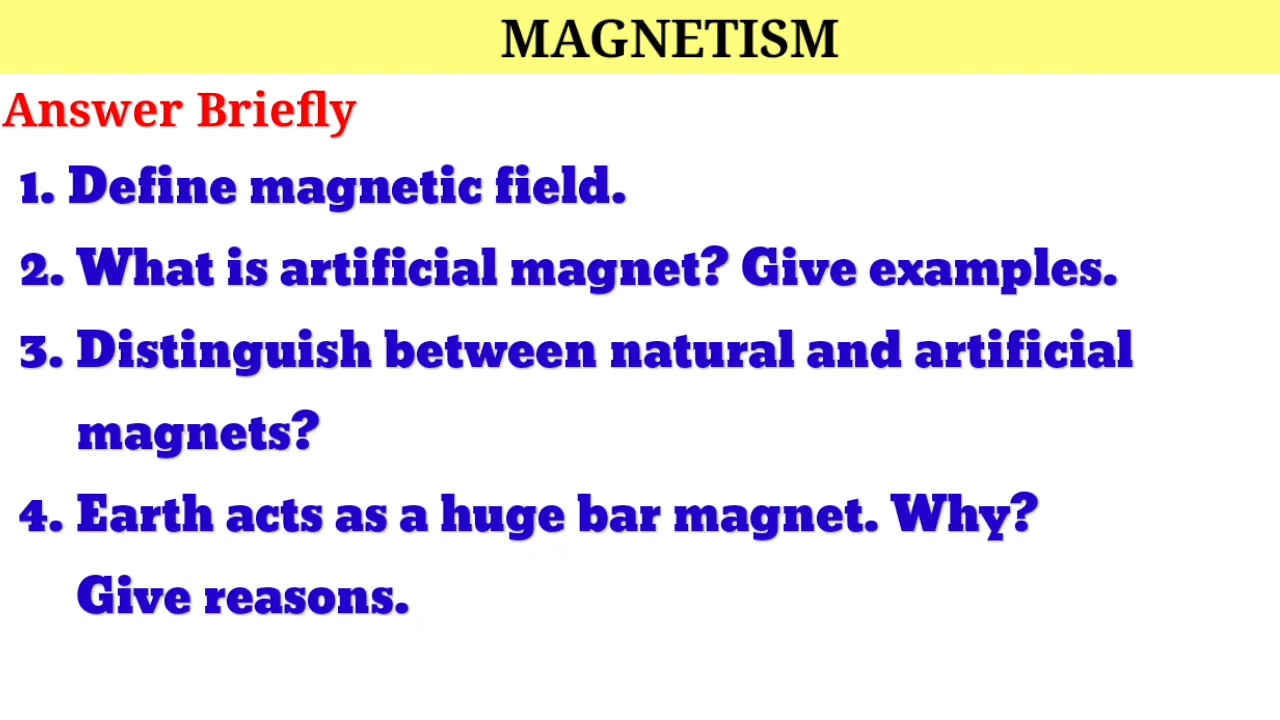 MAGNETISM
Answer Briefly
1. Define magnetic field.
2. What is artificial magnet? Give examples.
3. Distinguish between natural and artificial
magnets?
4. Earth acts as a huge bar magnet. Why?
Give reasons.